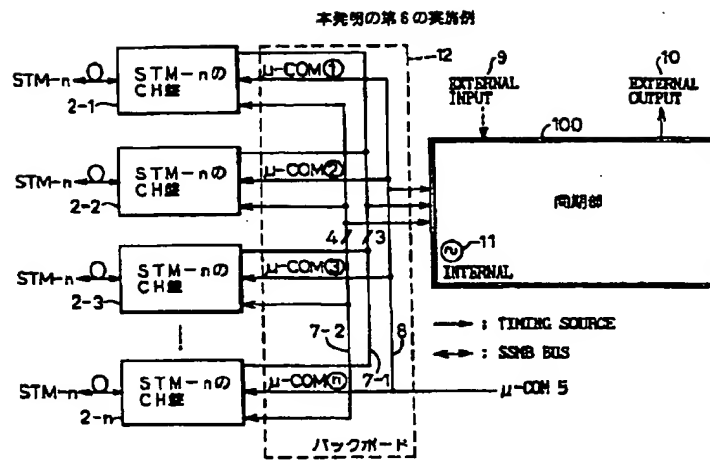 本発明の第6の実施例
STM-n
STM-nの
CH盤
2-1
μ-COM①
12
9
EXTERNAL
INPUT
10
EXTERNAL
OUTPUT
100
STM-n
STM-nの
CH盤
2-2
μ-COM②
同期部
4
3
11
INTERNAL
STM-n
STM-nの
CH盤
2-3
μ-COM③
7-2
8
7-1
: TIMING SOURCE
: SSMB BUS
STM-n
STM-nの
CH盤
2-n
μ-COMⓝ
μ-COM 5
バックボード